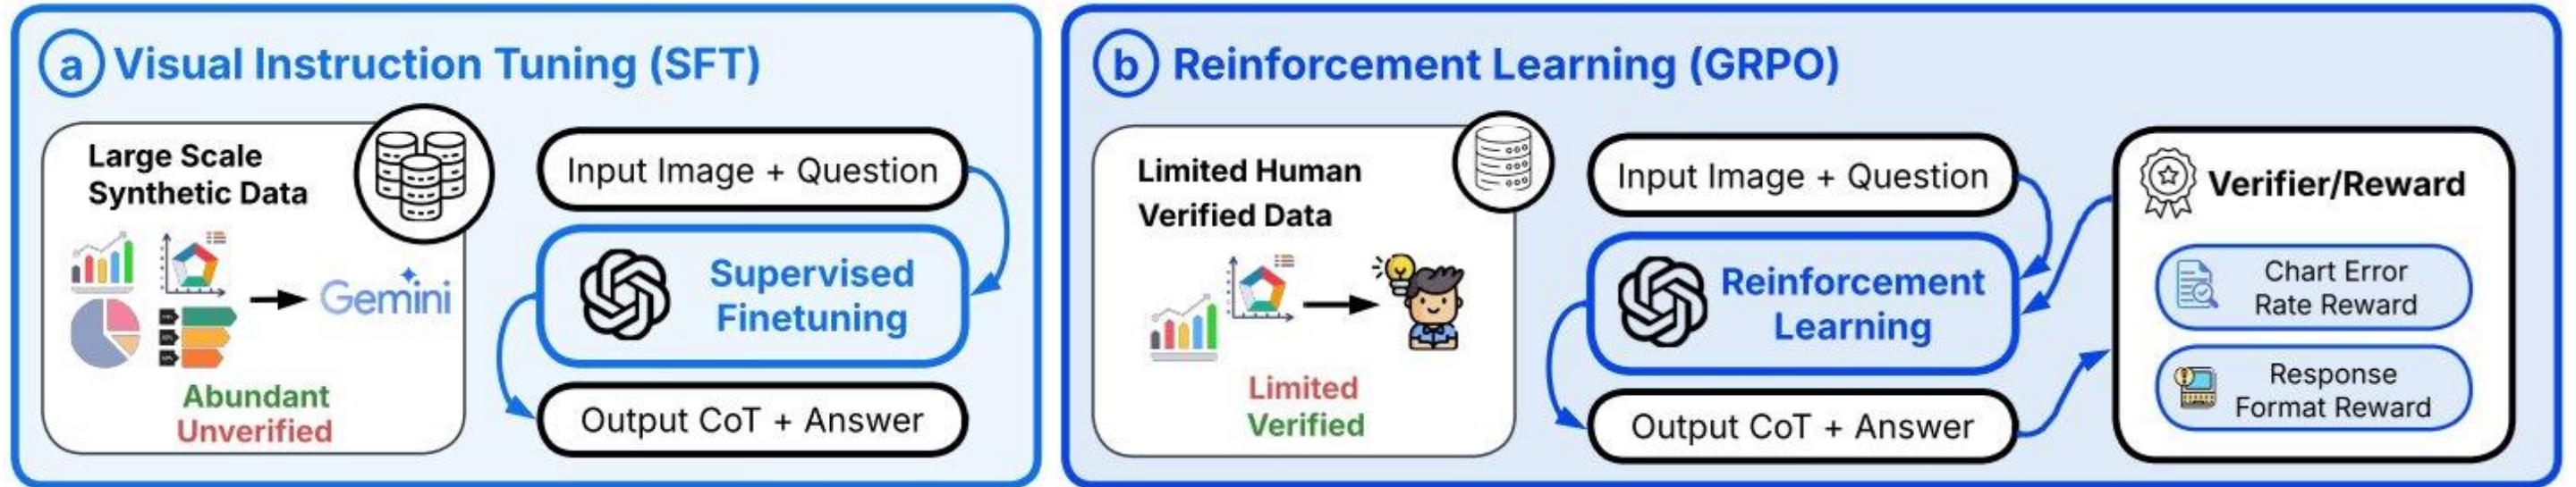 a Visual Instruction Tuning (SFT)
Large Scale
Synthetic Data
Gemini
Abundant
Unverified
Input Image + Question
Supervised
Finetuning
Output CoT + Answer
b Reinforcement Learning (GRPO)
Limited Human
Verified Data
Limited
Verified
Input Image + Question
Reinforcement
Learning
Output CoT + Answer
Verifier/Reward
Chart Error
Rate Reward
Response
Format Reward